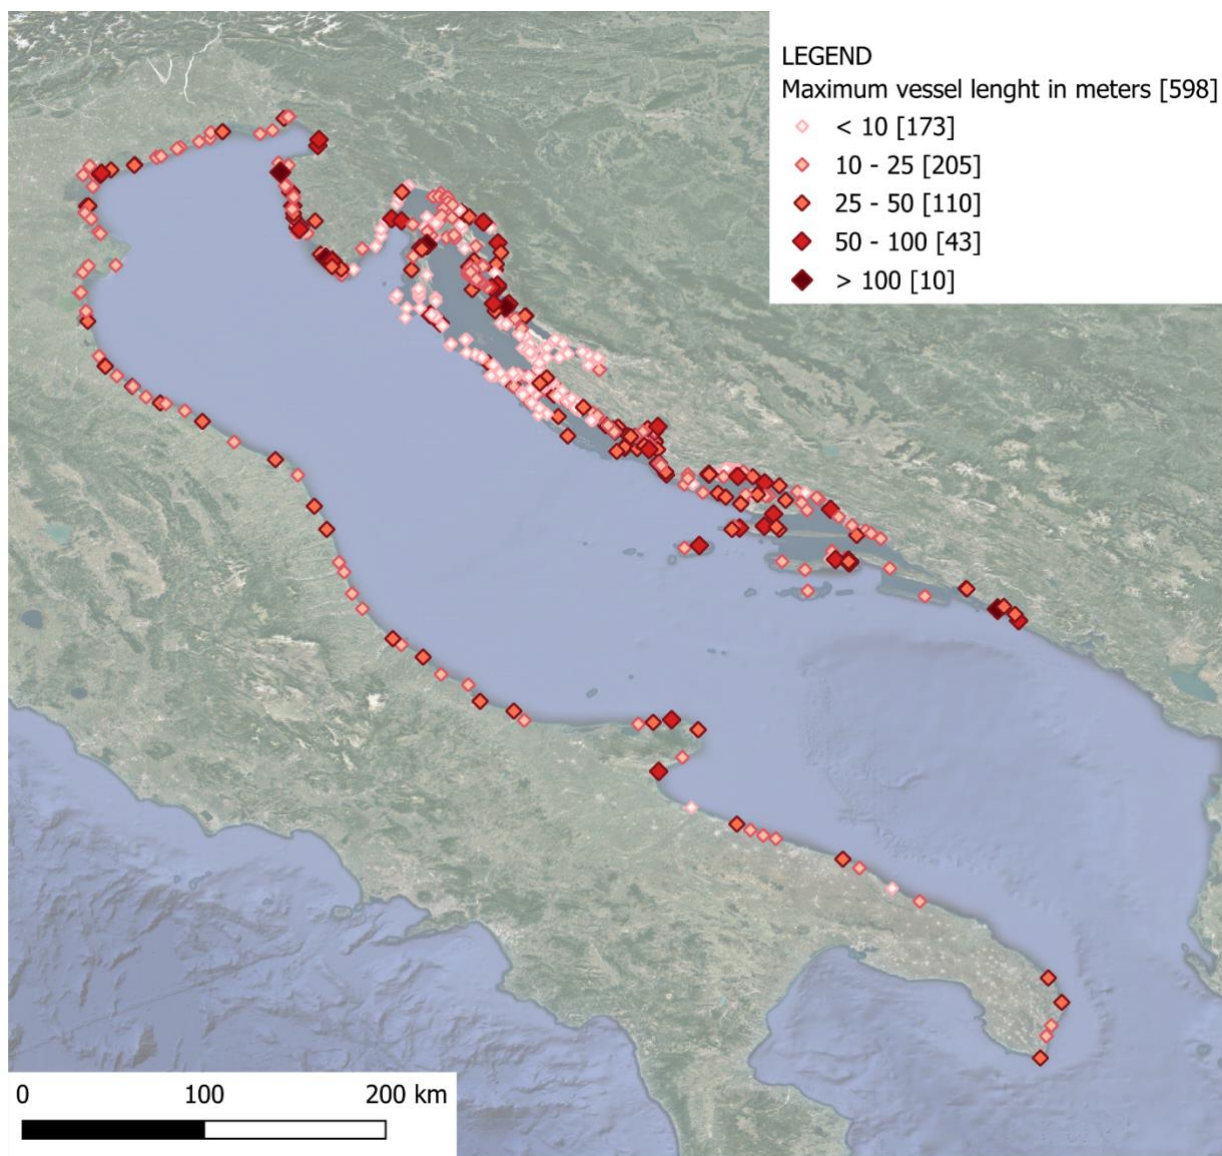 LEGEND
Maximum vessel lenght in meters [598]
< 10 [173]
10 - 25 [205]
25 - 50 [110]
50 - 100 [43]
> 100 [10]
0 100 200 km